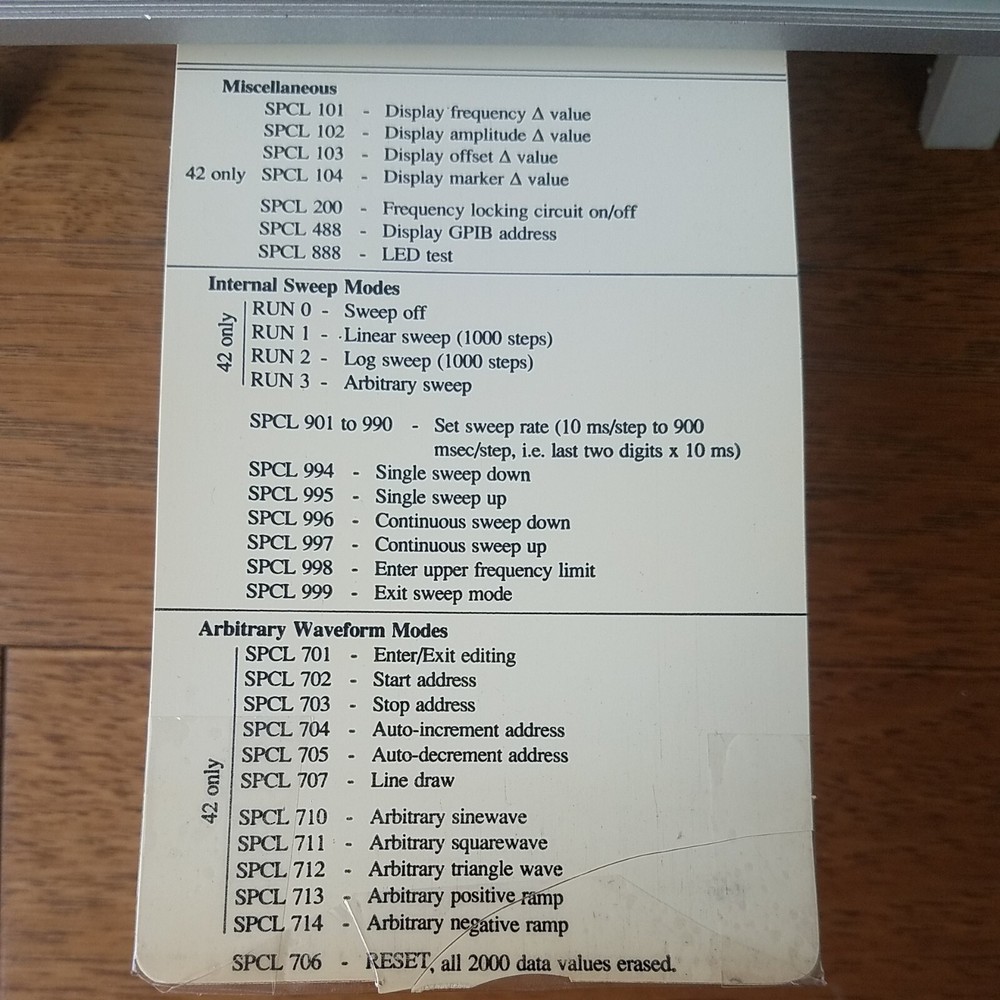 Miscellaneous
SPCL 101 - Display frequency Δ value
SPCL 102 - Display amplitude Δ value
SPCL 103 - Display offset Δ value
42 only SPCL 104 - Display marker Δ value
SPCL 200 - Frequency locking circuit on/off
SPCL 488 - Display GPIB address
SPCL 888 - LED test
Internal Sweep Modes
42 only
RUN 0 - Sweep off
RUN 1 - Linear sweep (1000 steps)
RUN 2 - Log sweep (1000 steps)
RUN 3 - Arbitrary sweep
SPCL 901 to 990 - Set sweep rate (10 ms/step to 900
msec/step, i.e. last two digits x 10 ms)
SPCL 994 - Single sweep down
SPCL 995 - Single sweep up
SPCL 996 - Continuous sweep down
SPCL 997 - Continuous sweep up
SPCL 998 - Enter upper frequency limit
SPCL 999 - Exit sweep mode
Arbitrary Waveform Modes
42 only
SPCL 701 - Enter/Exit editing
SPCL 702 - Start address
SPCL 703 - Stop address
SPCL 704 - Auto-increment address
SPCL 705 - Auto-decrement address
SPCL 707 - Line draw
SPCL 710 - Arbitrary sinewave
SPCL 711 - Arbitrary squarewave
SPCL 712 - Arbitrary triangle wave
SPCL 713 - Arbitrary positive ramp
SPCL 714 - Arbitrary negative ramp
SPCL 706 - RESET, all 2000 data values erased.